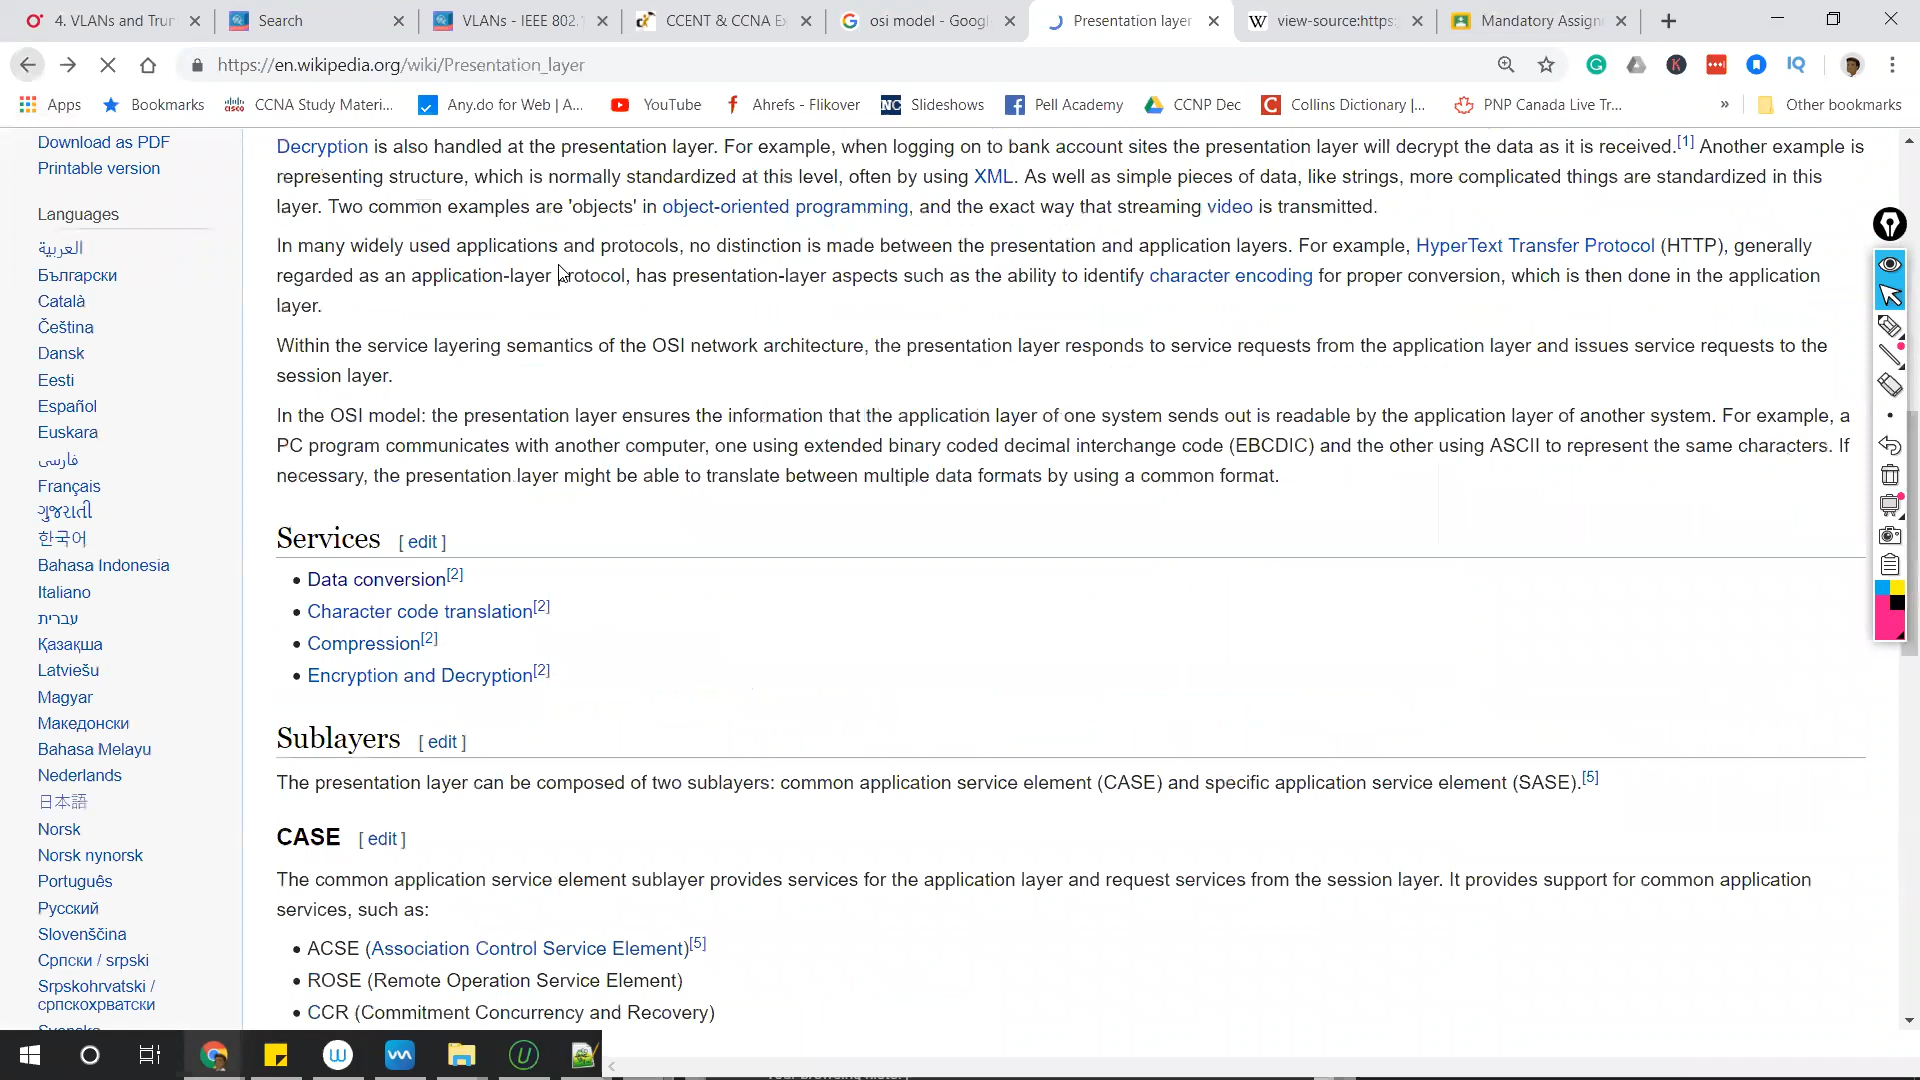 4. VLANs and Trun
Search
VLANs - IEEE 802.
CCENT & CCNA E
osi model - Googl
Presentation layer
view-source:https:
Mandatory Assign
https://en.wikipedia.org/wiki/Presentation_layer
Apps
Bookmarks
CCNA Study Materi...
Any.do for Web | A...
YouTube
Ahrefs - Flikover
Slideshows
Pell Academy
CCNP Dec
Collins Dictionary |...
PNP Canada Live Tr...
»
Other bookmarks
Download as PDF
Printable version
Languages
العربية
Български
Català
Čeština
Dansk
Eesti
Español
Euskara
فارسی
Français
ગુજરાતી
한국어
Bahasa Indonesia
Italiano
עברית
Қазақша
Latviešu
Magyar
Македонски
Bahasa Melayu
Nederlands
日本語
Norsk
Norsk nynorsk
Português
Русский
Slovenščina
Српски / srpski
Srpskohrvatski /
српскохрватски
Decryption is also handled at the presentation layer. For example, when logging on to bank account sites the presentation layer will decrypt the data as it is received.[1] Another example is
representing structure, which is normally standardized at this level, often by using XML. As well as simple pieces of data, like strings, more complicated things are standardized in this
layer. Two common examples are 'objects' in object-oriented programming, and the exact way that streaming video is transmitted.
In many widely used applications and protocols, no distinction is made between the presentation and application layers. For example, HyperText Transfer Protocol (HTTP), generally
regarded as an application-layer protocol, has presentation-layer aspects such as the ability to identify character encoding for proper conversion, which is then done in the application
layer.
Within the service layering semantics of the OSI network architecture, the presentation layer responds to service requests from the application layer and issues service requests to the
session layer.
In the OSI model: the presentation layer ensures the information that the application layer of one system sends out is readable by the application layer of another system. For example, a
PC program communicates with another computer, one using extended binary coded decimal interchange code (EBCDIC) and the other using ASCII to represent the same characters. If
necessary, the presentation layer might be able to translate between multiple data formats by using a common format.
Services [ edit ]
• Data conversion[2]
• Character code translation[2]
• Compression[2]
• Encryption and Decryption[2]
Sublayers [ edit ]
The presentation layer can be composed of two sublayers: common application service element (CASE) and specific application service element (SASE).[5]
CASE [ edit ]
The common application service element sublayer provides services for the application layer and request services from the session layer. It provides support for common application
services, such as:
• ACSE (Association Control Service Element)[5]
• ROSE (Remote Operation Service Element)
• CCR (Commitment Concurrency and Recovery)